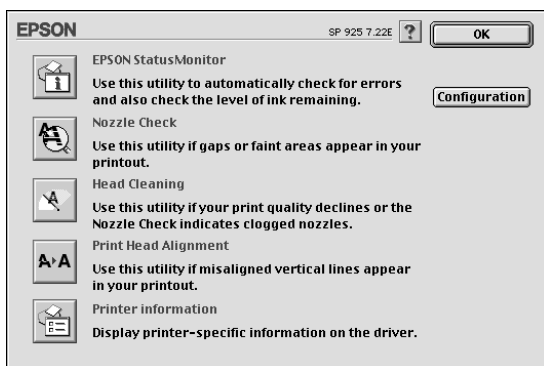 EPSON
SP 925 7.22E
?
OK
EPSON StatusMonitor
Use this utility to automatically check for errors
and also check the level of ink remaining.
Configuration
Nozzle Check
Use this utility if gaps or faint areas appear in your
printout.
Head Cleaning
Use this utility if your print quality declines or the
Nozzle Check indicates clogged nozzles.
Print Head Alignment
Use this utility if misaligned vertical lines appear
in your printout.
Printer information
Display printer-specific information on the driver.